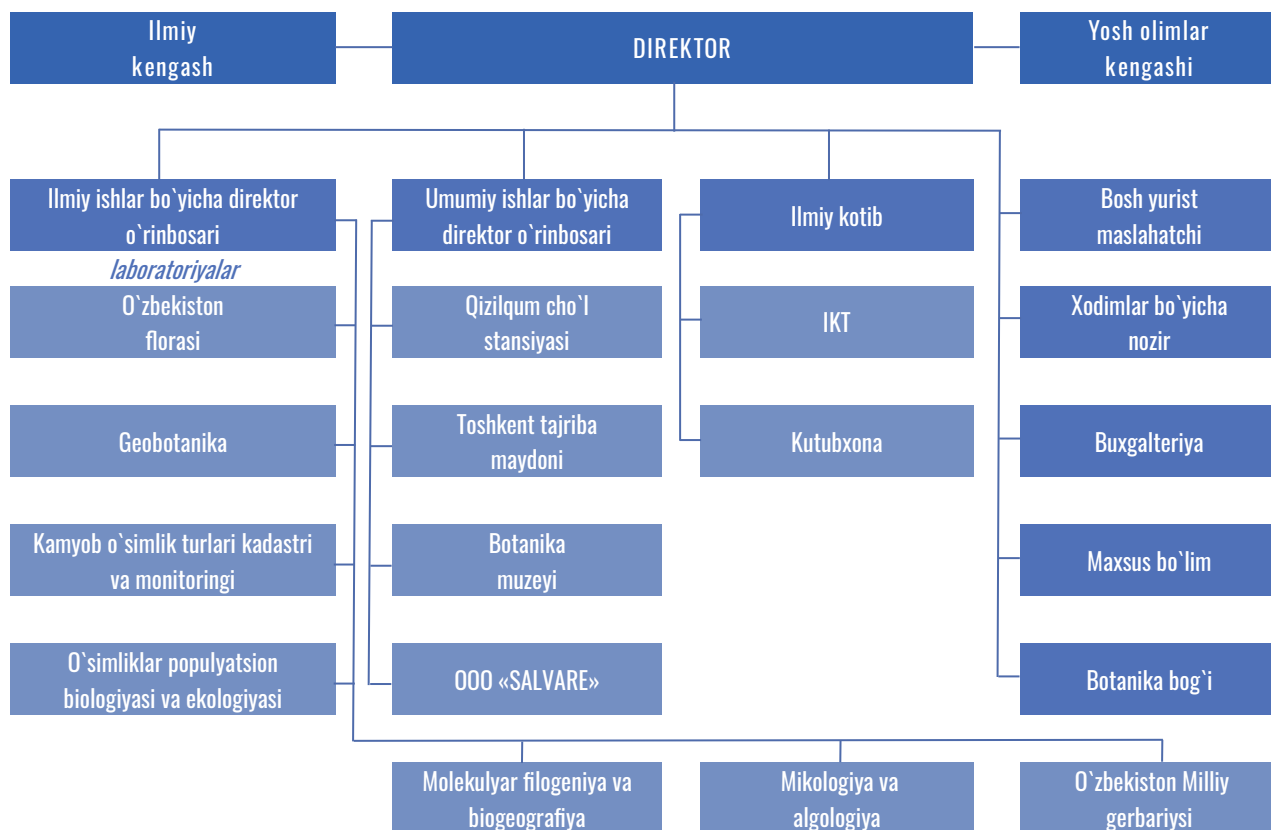 Ilmiy
kengash
DIREKTOR
Yosh olimlar
kengashi
Ilmiy ishlar bo`yicha direktor
o`rinbosari
Umumiy ishlar bo`yicha
direktor o`rinbosari
Ilmiy kotib
Bosh yurist
maslahatchi
laboratoriyalar
O`zbekiston
florasi
Qizilqum cho`l
stansiyasi
IKT
Xodimlar bo`yicha
nozir
Geobotanika
Toshkent tajriba
maydoni
Kutubxona
Buxgalteriya
Kamyob o`simlik turlari kadastri
va monitoringi
Botanika
muzeyi
Maxsus bo`lim
O`simliklar populyatsion
biologiyasi va ekologiyasi
OOO «SALVARE»
Botanika bog`i
Molekulyar filogeniya va
biogeografiya
Mikologiya va
algologiya
O`zbekiston Milliy
gerbariysi